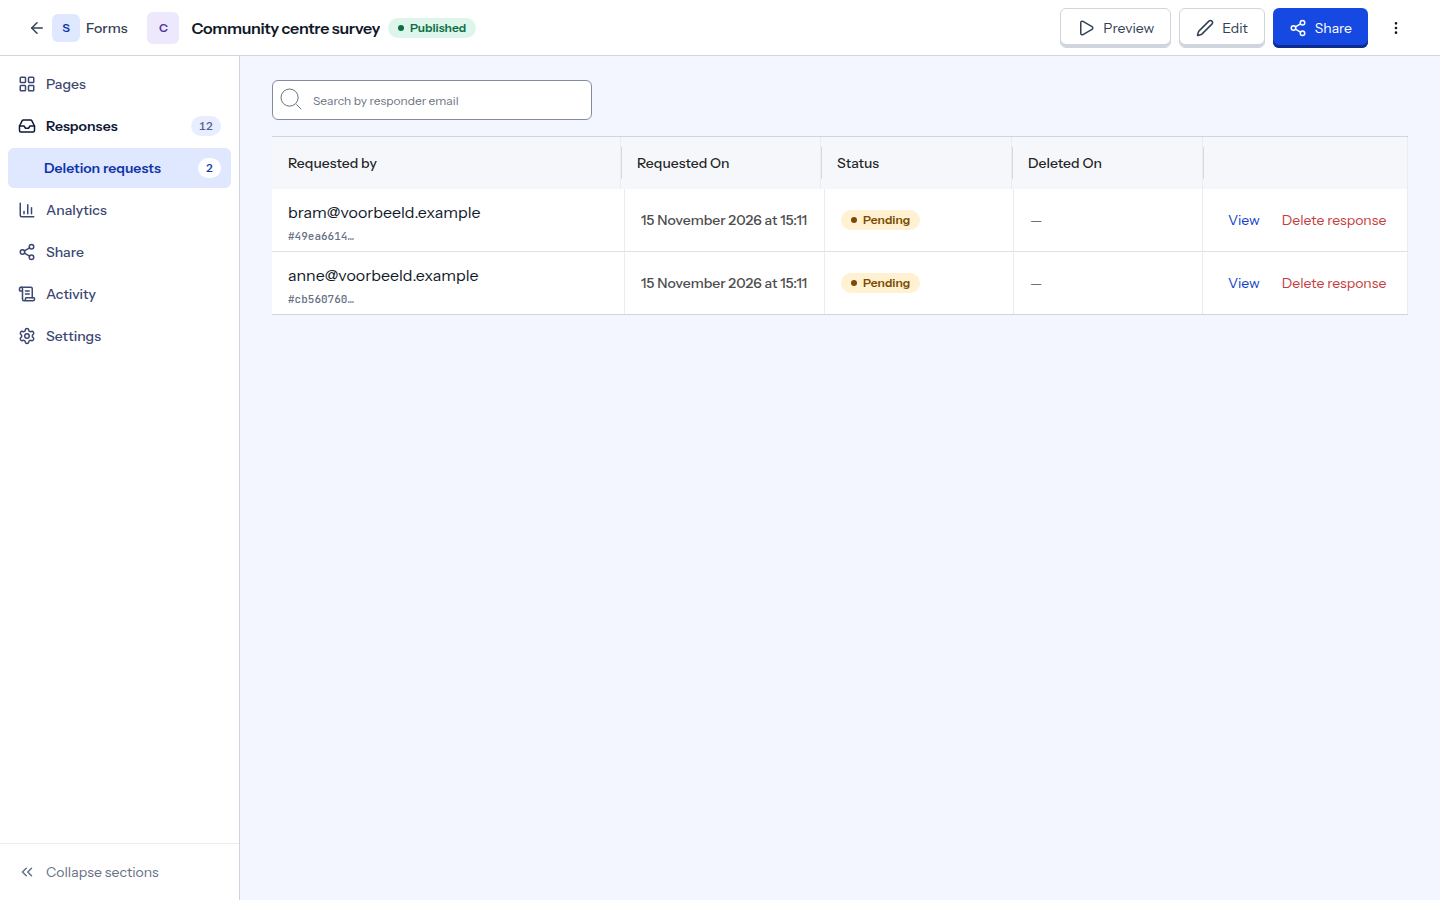 S Forms C Community centre survey Published Preview Edit Share
Pages
Responses 12
Deletion requests 2
Analytics
Share
Activity
Settings
Collapse sections
Search by responder email
Requested by Requested On Status Deleted On
bram@voorbeeld.example 15 November 2026 at 15:11 Pending — View Delete response
#49ea6614…
anne@voorbeeld.example 15 November 2026 at 15:11 Pending — View Delete response
#cb560760…